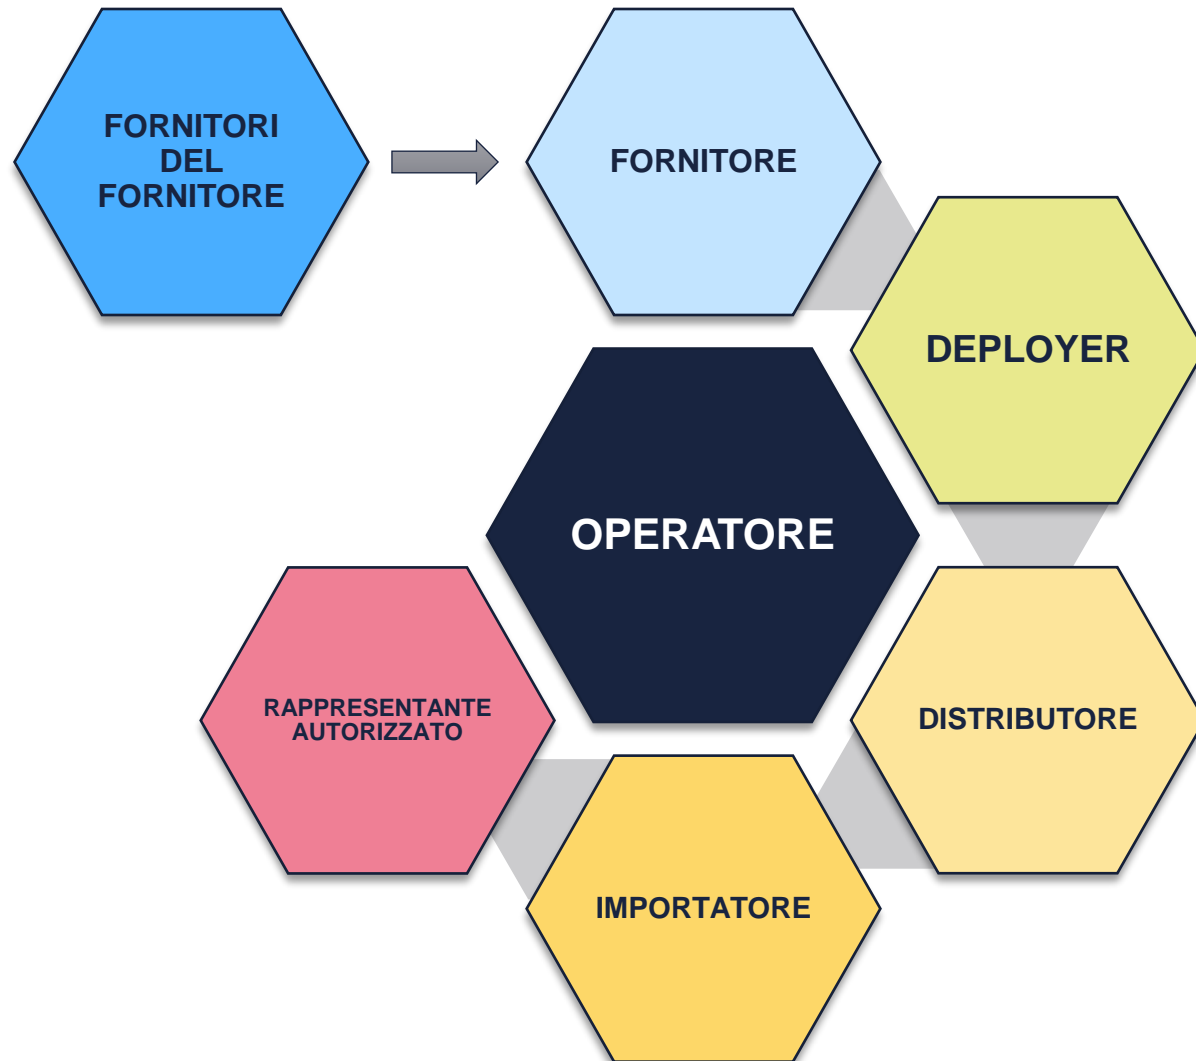 FORNITORI
DEL
FORNITORE
FORNITORE
DEPLOYER
OPERATORE
RAPPRESENTANTE
AUTORIZZATO
DISTRIBUTORE
IMPORTATORE